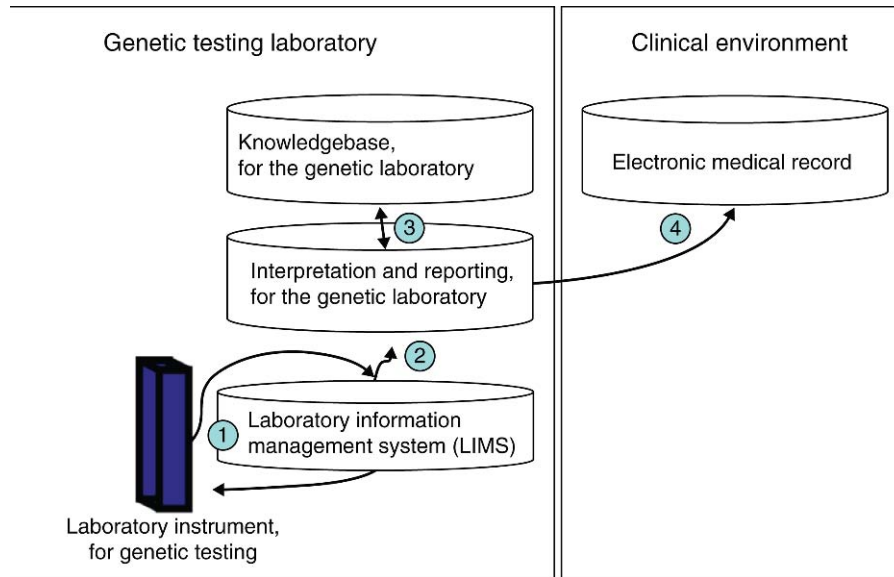 Genetic testing laboratory
Clinical environment
Knowledgebase,
for the genetic laboratory
Electronic medical record
3
4
Interpretation and reporting,
for the genetic laboratory
2
1
Laboratory information
management system (LIMS)
Laboratory instrument,
for genetic testing